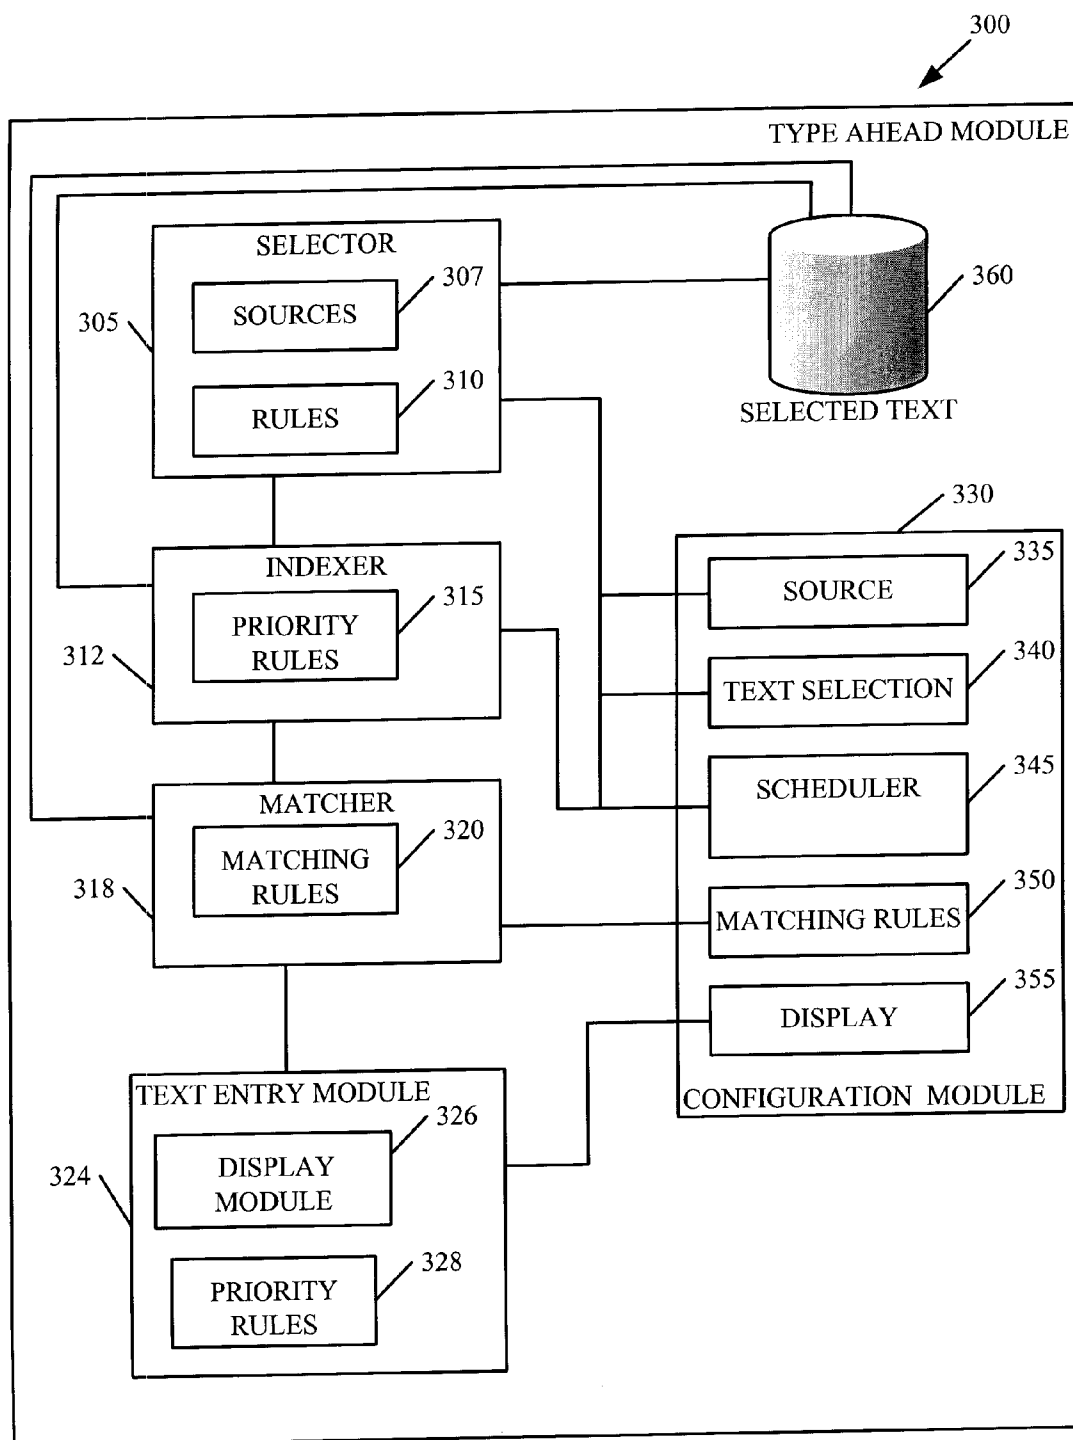 300
TYPE AHEAD MODULE
SELECTOR
307
SOURCES
305
310
RULES
360
SELECTED TEXT
330
INDEXER
315
PRIORITY
RULES
312
335
SOURCE
340
TEXT SELECTION
345
SCHEDULER
MATCHER
320
MATCHING
RULES
318
350
MATCHING RULES
355
DISPLAY
CONFIGURATION MODULE
TEXT ENTRY MODULE
326
DISPLAY
MODULE
324
328
PRIORITY
RULES